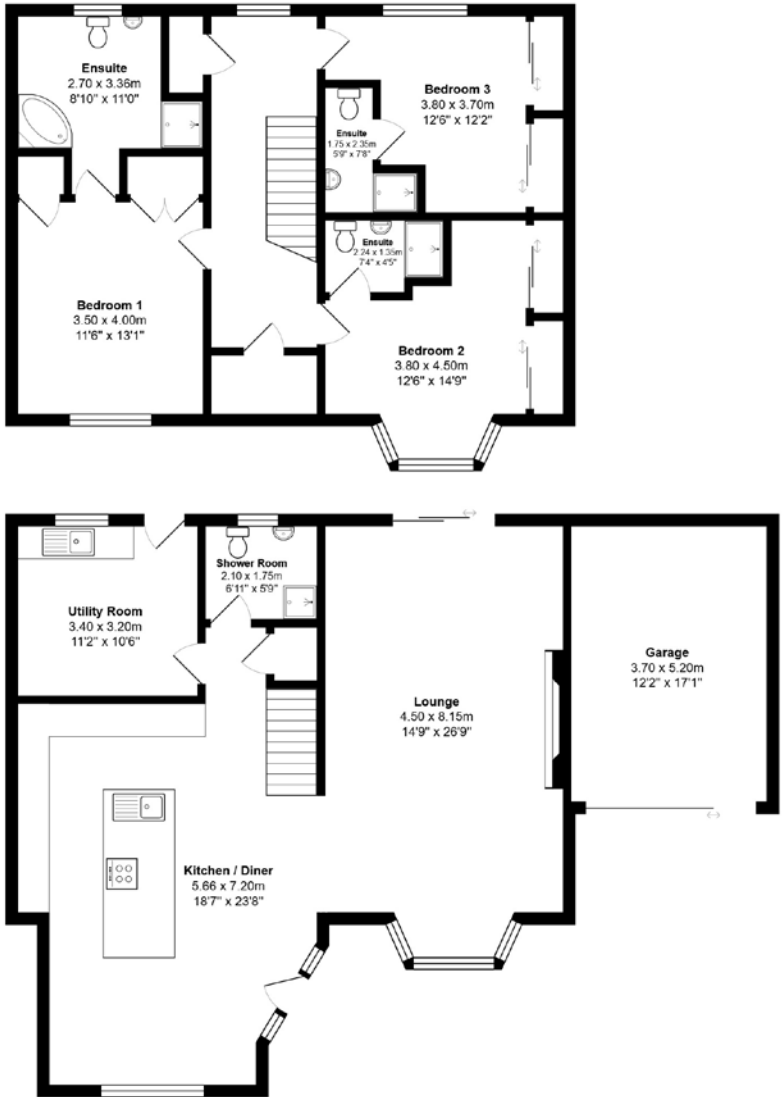 Ensuite
2.70 x 3.36m
8'10" x 11'0"
Bedroom 3
3.80 x 3.70m
12'6" x 12'2"
Ensuite
1.75 x 2.35m
5'9" x 7'8"
Ensuite
2.24 x 1.35m
7'4" x 4'5"
Bedroom 1
3.50 x 4.00m
11'6" x 13'1"
Bedroom 2
3.80 x 4.50m
12'6" x 14'9"
Shower Room
2.10 x 1.75m
6'11" x 5'9"
Utility Room
3.40 x 3.20m
11'2" x 10'6"
Garage
3.70 x 5.20m
12'2" x 17'1"
Lounge
4.50 x 8.15m
14'9" x 26'9"
Kitchen / Diner
5.66 x 7.20m
18'7" x 23'8"